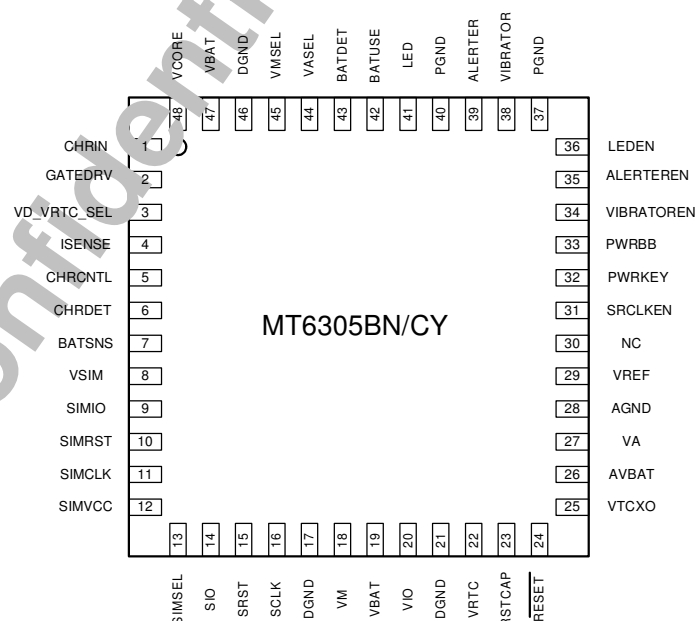 VCORE
VBAT
DGND
VMSEL
VASEL
BATDET
BATUSE
LED
PGND
ALERTER
VIBRATOR
PGND
48 47 46 45 44 43 42 41 40 39 38 37
CHRIN 1
GATEDRV 2
VD_VRTC_SEL 3
ISENSE 4
CHRCNTL 5
CHRDET 6
BATSNS 7
VSIM 8
SIMIO 9
SIMRST 10
SIMCLK 11
SIMVCC 12
MT6305BN/CY
36 LEDEN
35 ALERTEREN
34 VIBRATOREN
33 PWRBB
32 PWRKEY
31 SRCLKEN
30 NC
29 VREF
28 AGND
27 VA
26 AVBAT
25 VTCXO
13 14 15 16 17 18 19 20 21 22 23 24
SIMSEL
SIO
SRST
SCLK
DGND
VM
VBAT
VIO
DGND
VRTC
RSTCAP
RESET
onfidenti